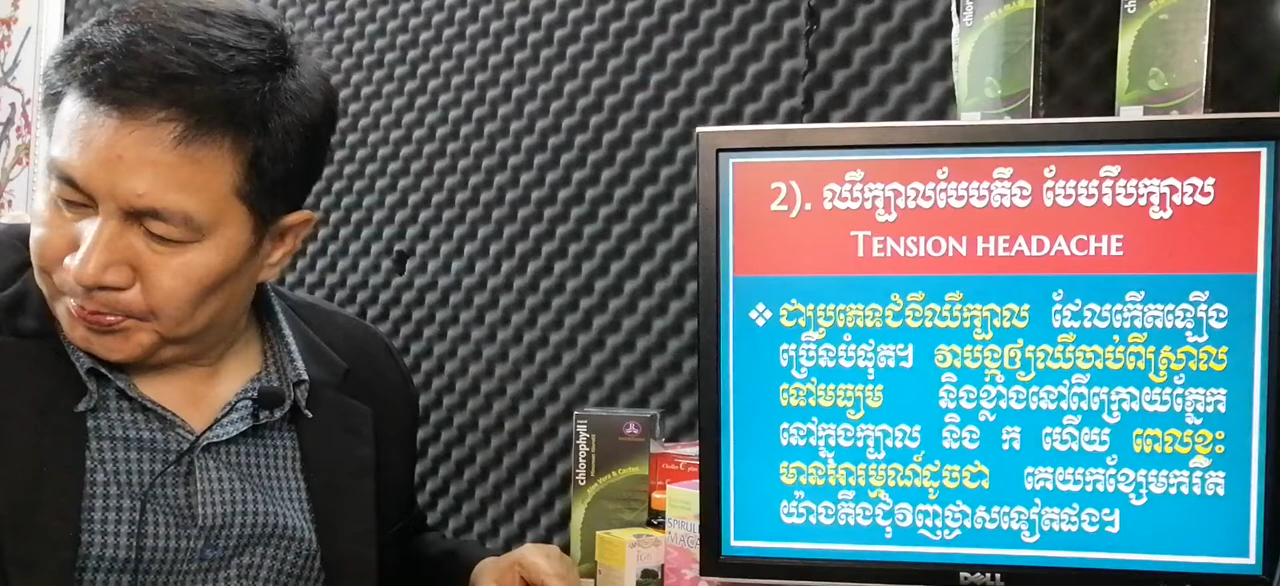 2). ឈឺក្បាលបែបតឹង បែបរឹបក្បាល
TENSION HEADACHE
❖ ជាប្រភេទជំងឺឈឺក្បាល ដែលកើតឡើង
ច្រើនបំផុត។ វាបង្កឲ្យឈឺចាប់ពីស្រាល
ទៅមធ្យម និងខ្លាំងនៅពីក្រោយភ្នែក
នៅក្នុងក្បាល និង ក ហើយ ពេលខ្លះ
មានអារម្មណ៍ដូចជា គេយកខ្សែមករឹត
យ៉ាងតឹងជុំវិញថ្ងាសទៀតផង។
chlorophyll
Aloe Vera & Cactus
SPIRUL
MACA
DELL